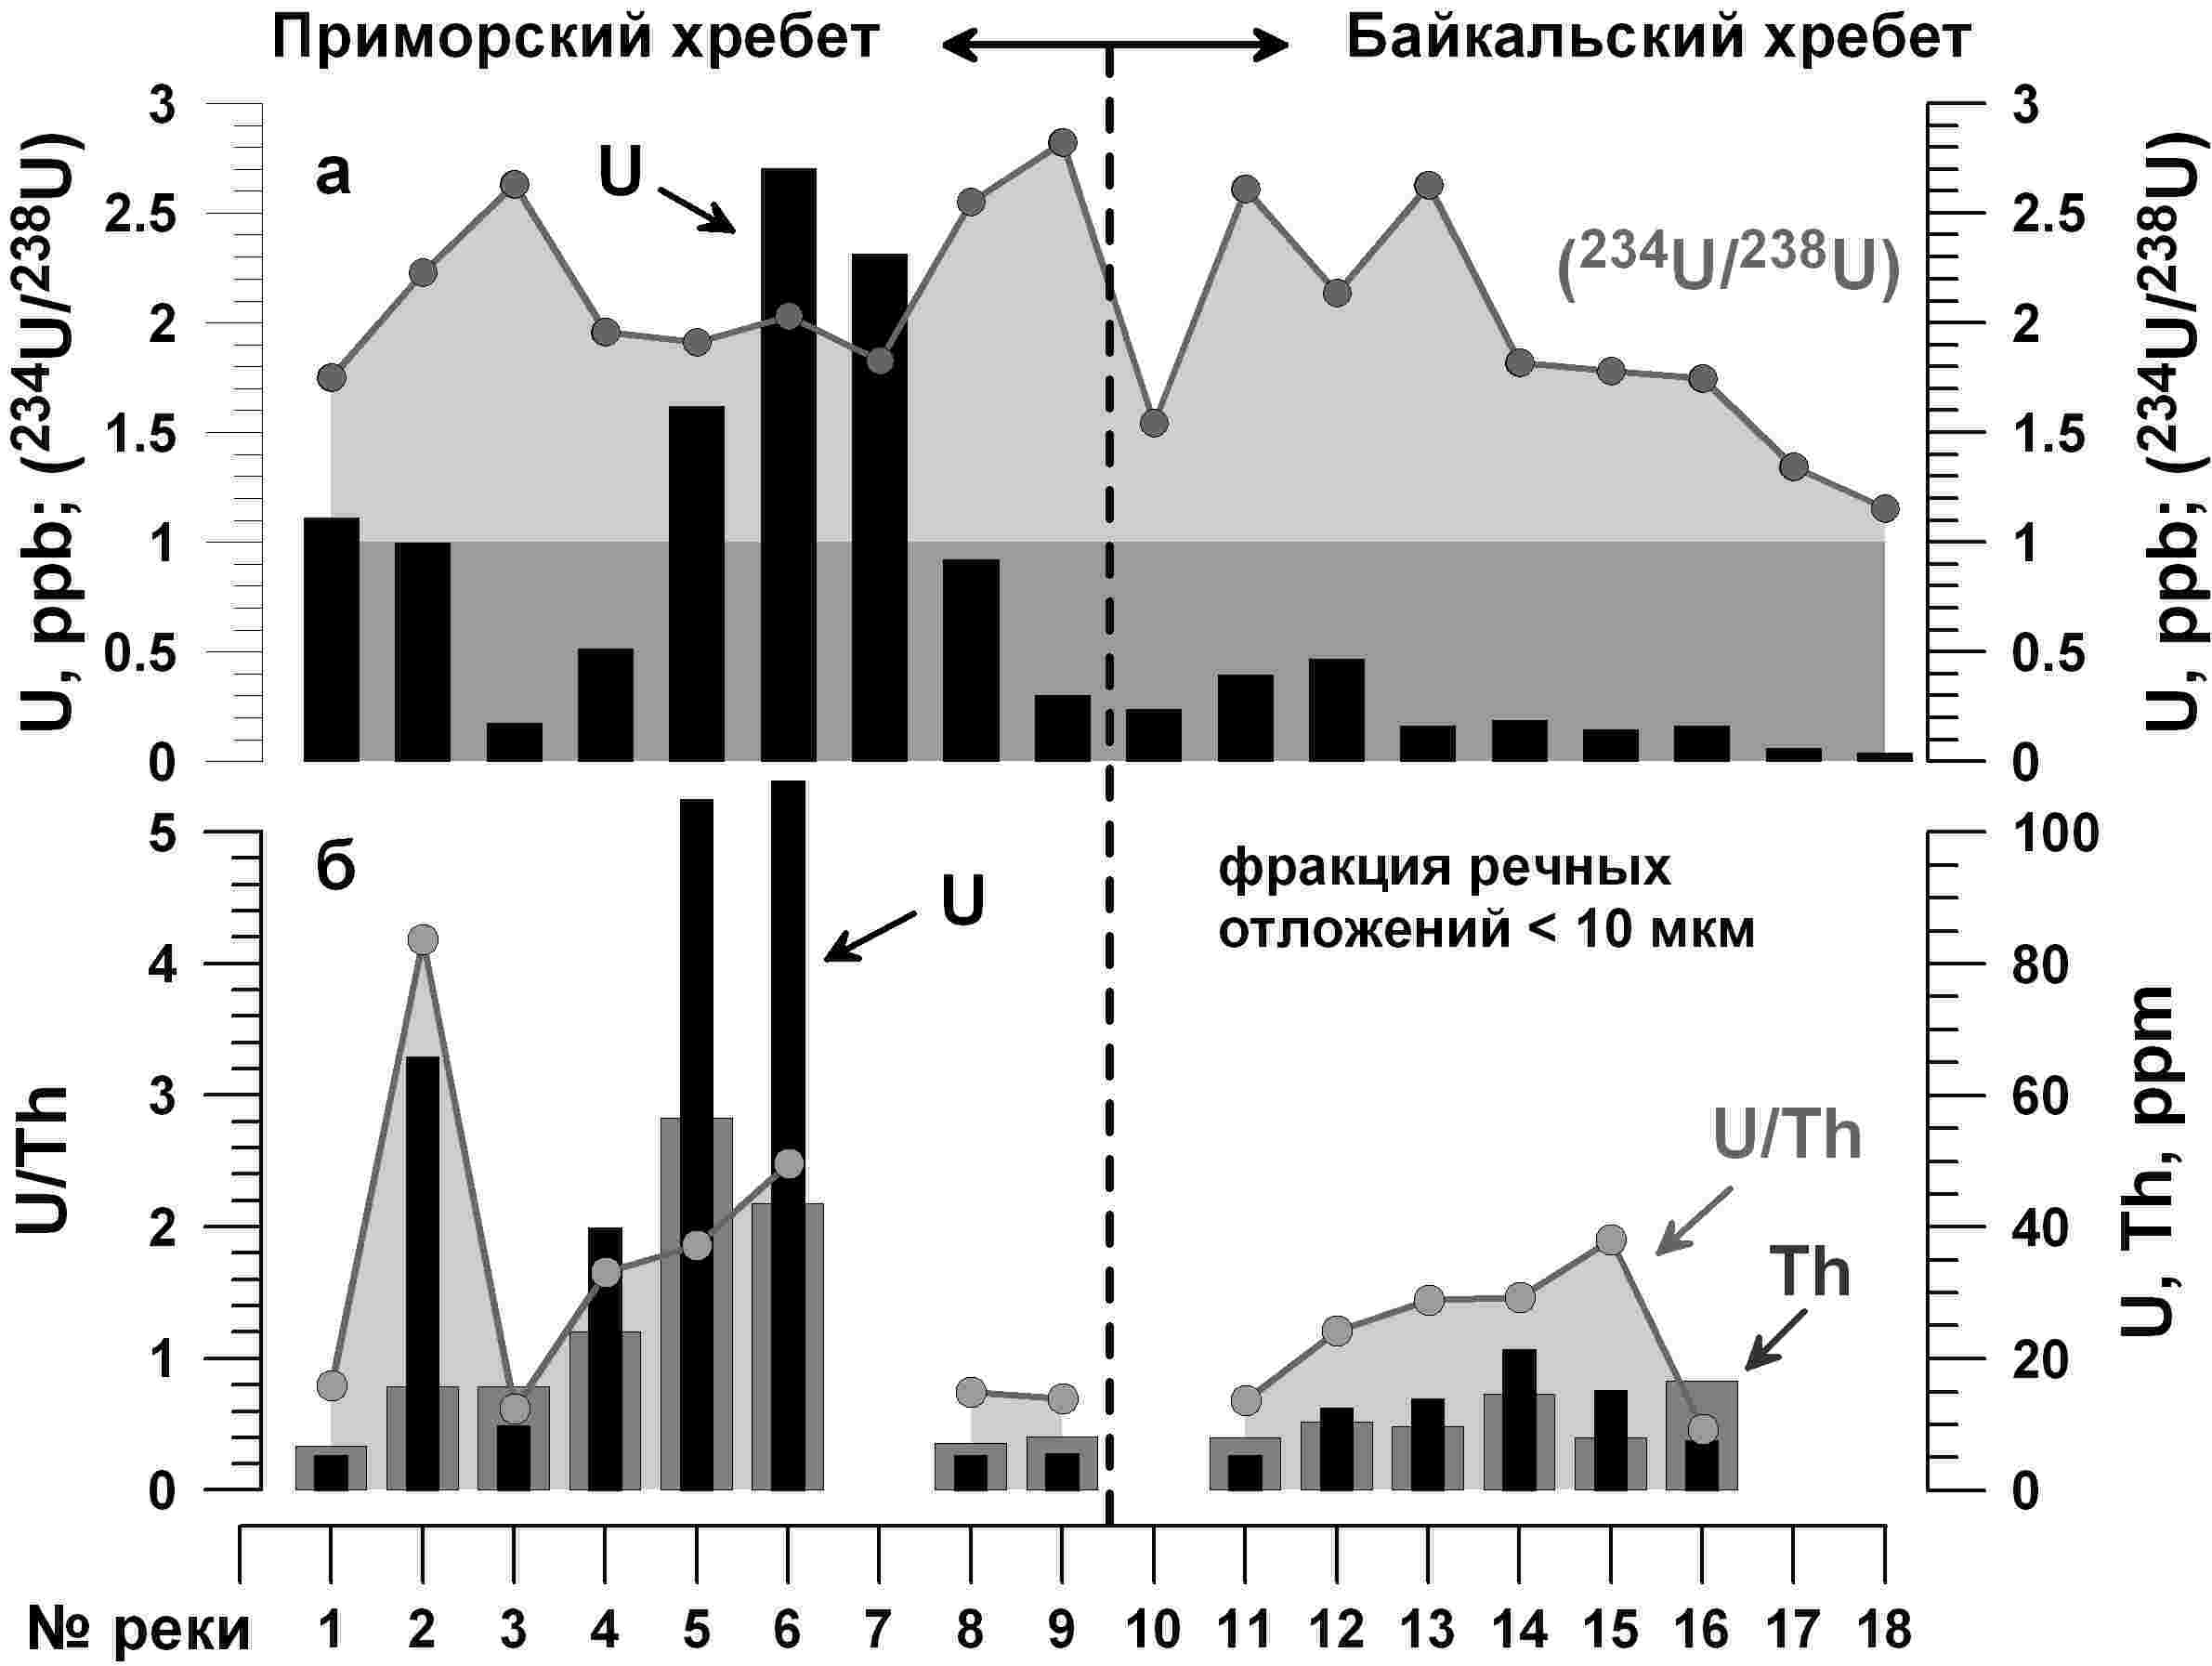 Приморский хребет
Байкальский хребет
а
U
(234U/238U)
U, ppb; (234U/238U)
3
2.5
2
1.5
1
0.5
0
3
2.5
2
1.5
1
0.5
0
U, ppb; (234U/238U)
б
U
фракция речных
отложений < 10 мкм
U/Th
Th
U/Th
5
4
3
2
1
0
100
80
60
40
20
0
U, Th, ppm
№ реки 1 2 3 4 5 6 7 8 9 10 11 12 13 14 15 16 17 18